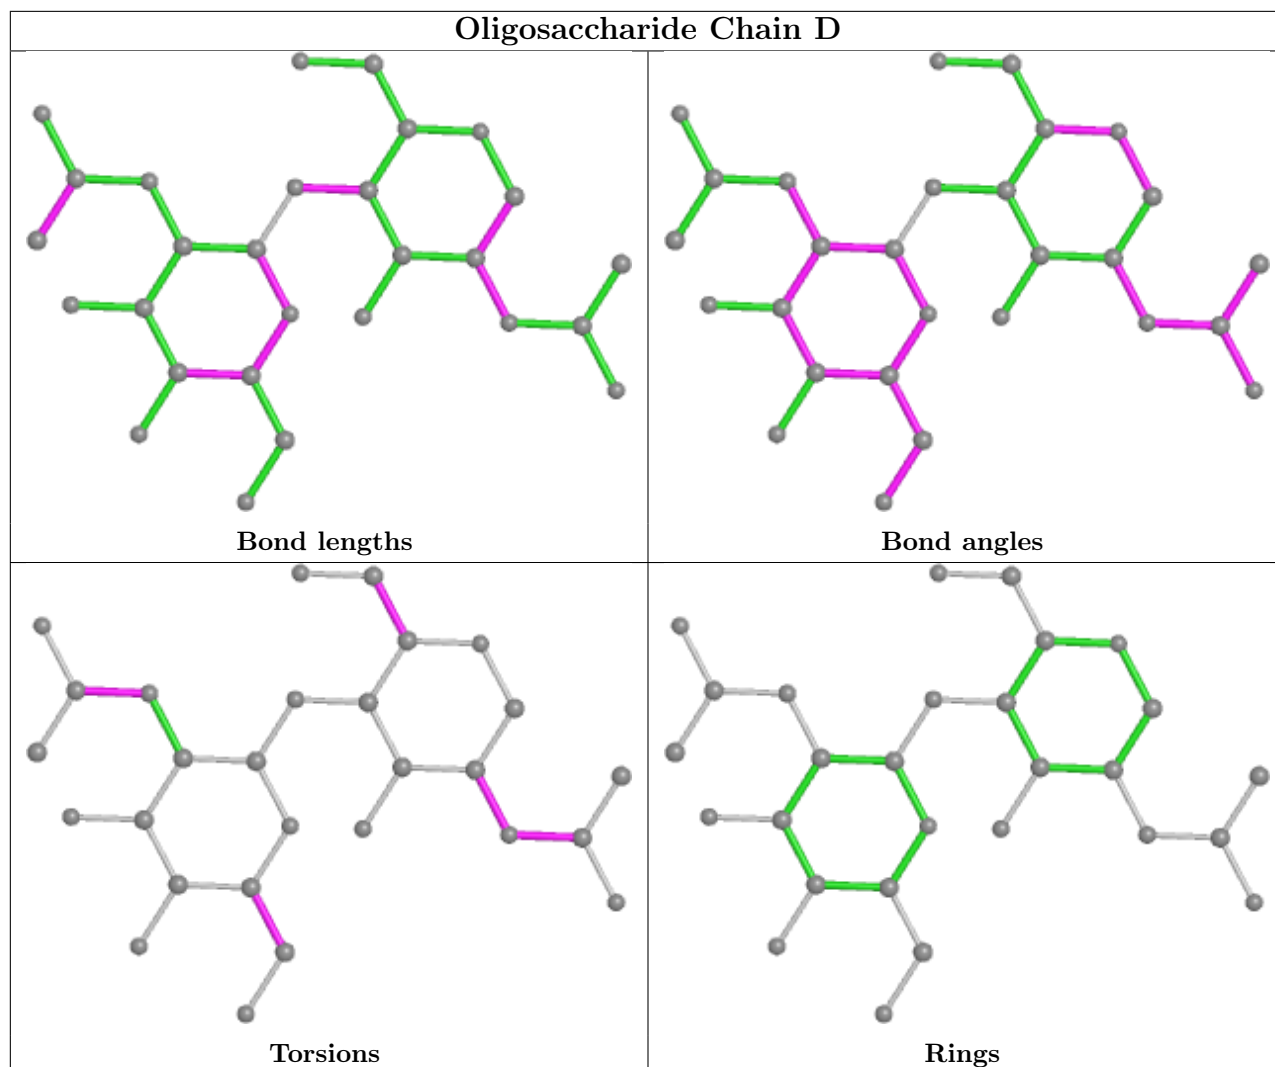 Oligosaccharide Chain D
Bond lengths
Bond angles
Torsions
Rings